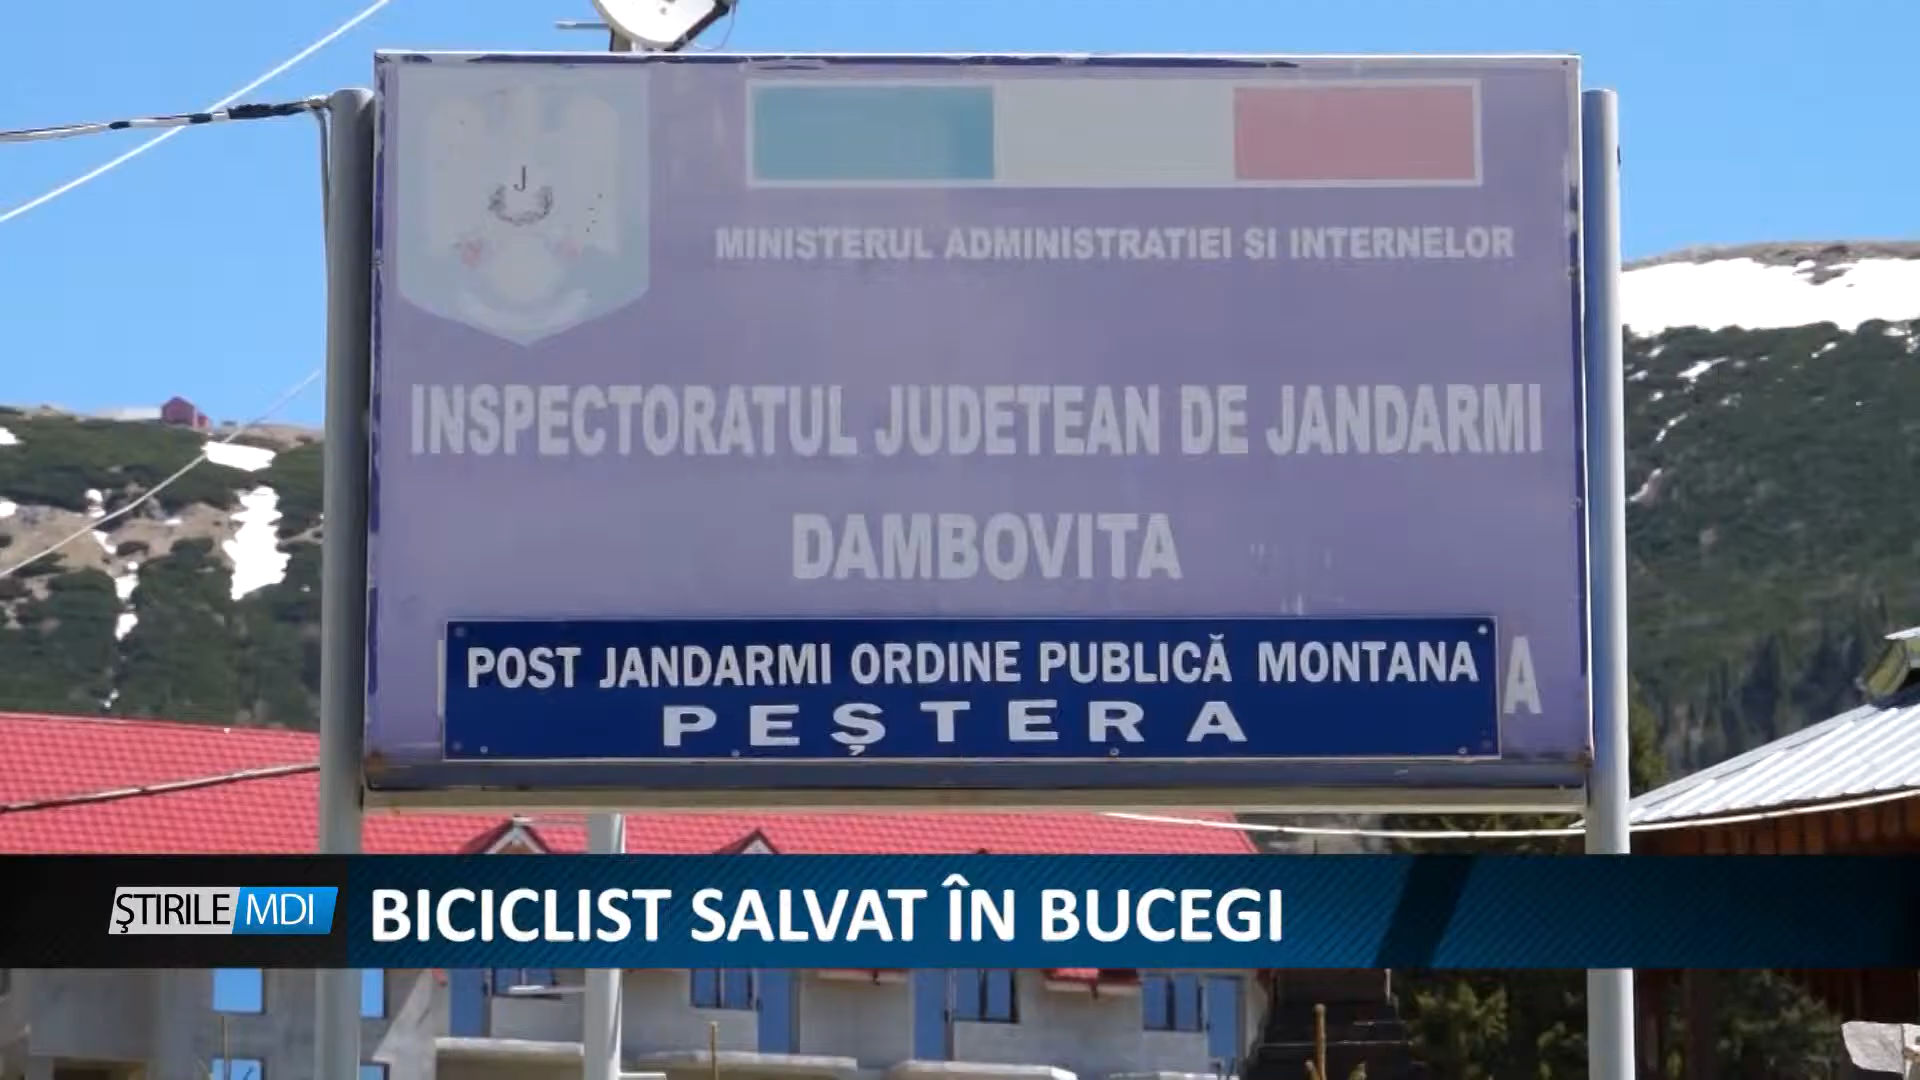 J
MINISTERUL ADMINISTRATIEI SI INTERNELOR
INSPECTORATUL JUDETEAN DE JANDARMI
DAMBOVITA
POST JANDARMI ORDINE PUBLICĂ MONTANA
A
PEȘTERA
ŞTIRILE MDI
BICICLIST SALVAT ÎN BUCEGI